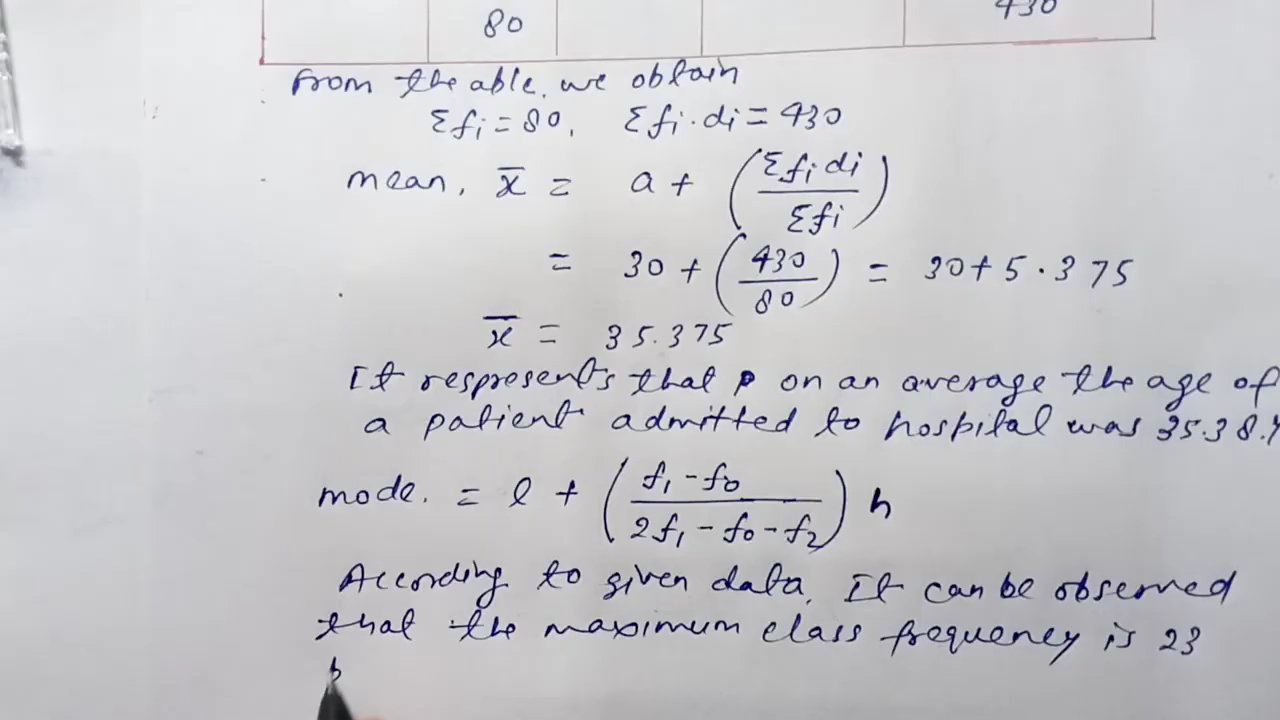 80 430
From the able, we obtain
Σfi = 80, Σfi·di = 430
mean, x̅ = a + (Σfidi / Σfi)
= 30 + (430 / 80) = 30 + 5.375
x̅ = 35.375
It respresents that on an average the age of
a patient admitted to hospital was 35.38.y
mode. = l + (f1 - f0 / 2f1 - f0 - f2) h
According to given data, It can be observed
that the maximum class frequency is 23